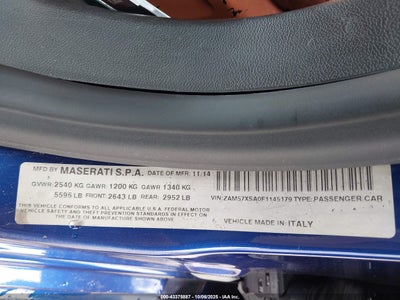 MFD BY MASERATI S.P.A. DATE OF MFR 11.14
GVWR: 2540 KG GAWR: 1200 KG GAWR 1340 KG
5595 LB FRONT: 2643 LB REAR: 2952 LB
THIS VEHICLE CONFORMS TO ALL APPLICABLE U.S. FEDERAL MOTOR
VEHICLE SAFETY, BUMPER AND THEFT PREVENTION
STANDARDS IN EFFECT ON THE DATE OF MANUFACTURE SHOWN ABOVE.
VIN: ZAM57XSA0F1145179 TYPE: PASSENGER CAR
MADE IN ITALY
000-43378887 - 10/06/2025 - IAA Inc.